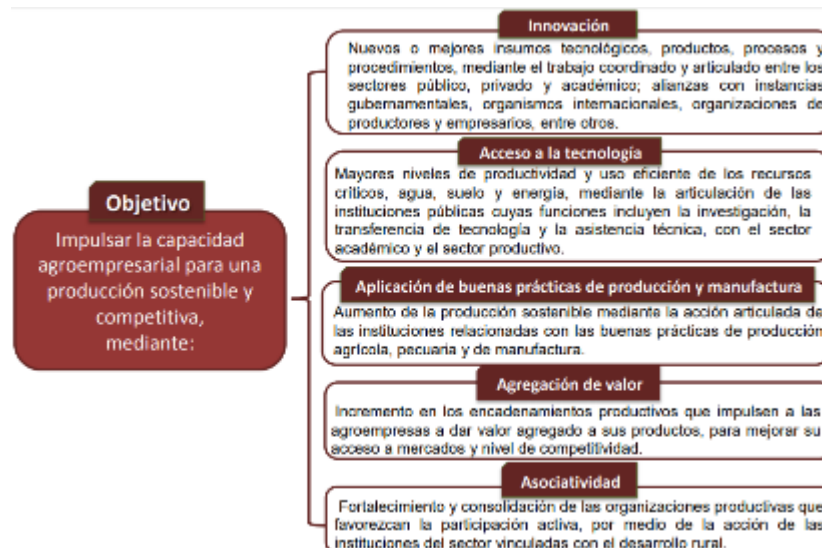 Objetivo
Impulsar la capacidad
agroempresarial para una
producción sostenible y
competitiva,
mediante:
Innovación
Nuevos o mejores insumos tecnológicos, productos, procesos y
procedimientos, mediante el trabajo coordinado y articulado entre los
sectores público, privado y académico; alianzas con instancias
gubernamentales, organismos internacionales, organizaciones de
productores y empresarios, entre otros.
Acceso a la tecnología
Mayores niveles de productividad y uso eficiente de los recursos
críticos, agua, suelo y energía, mediante la articulación de las
instituciones públicas cuyas funciones incluyen la investigación, la
transferencia de tecnología y la asistencia técnica, con el sector
académico y el sector productivo.
Aplicación de buenas prácticas de producción y manufactura
Aumento de la producción sostenible mediante la acción articulada de
las instituciones relacionadas con las buenas prácticas de producción
agrícola, pecuaria y de manufactura.
Agregación de valor
Incremento en los encadenamientos productivos que impulsen a las
agroempresas a dar valor agregado a sus productos, para mejorar su
acceso a mercados y nivel de competitividad.
Asociatividad
Fortalecimiento y consolidación de las organizaciones productivas que
favorezcan la participación activa, por medio de la acción de las
instituciones del sector vinculadas con el desarrollo rural.